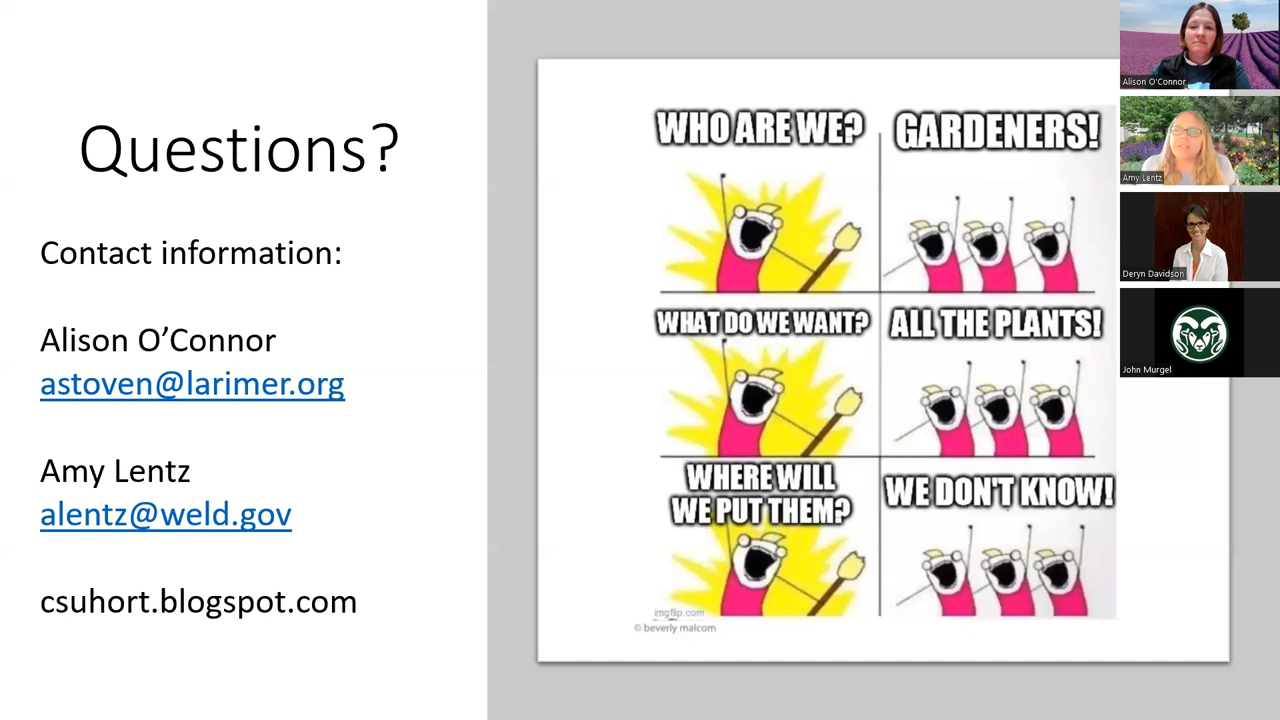 Questions?
Contact information:
Alison O’Connor
astoven@larimer.org
Amy Lentz
alentz@weld.gov
csuhort.blogspot.com
WHO ARE WE?
GARDENERS!
WHAT DO WE WANT?
ALL THE PLANTS!
WHERE WILL
WE PUT THEM?
WE DON'T KNOW!
imgflip.com
© beverly malcom
Alison O'Connor
Amy Lentz
Deryn Davidson
John Murgel